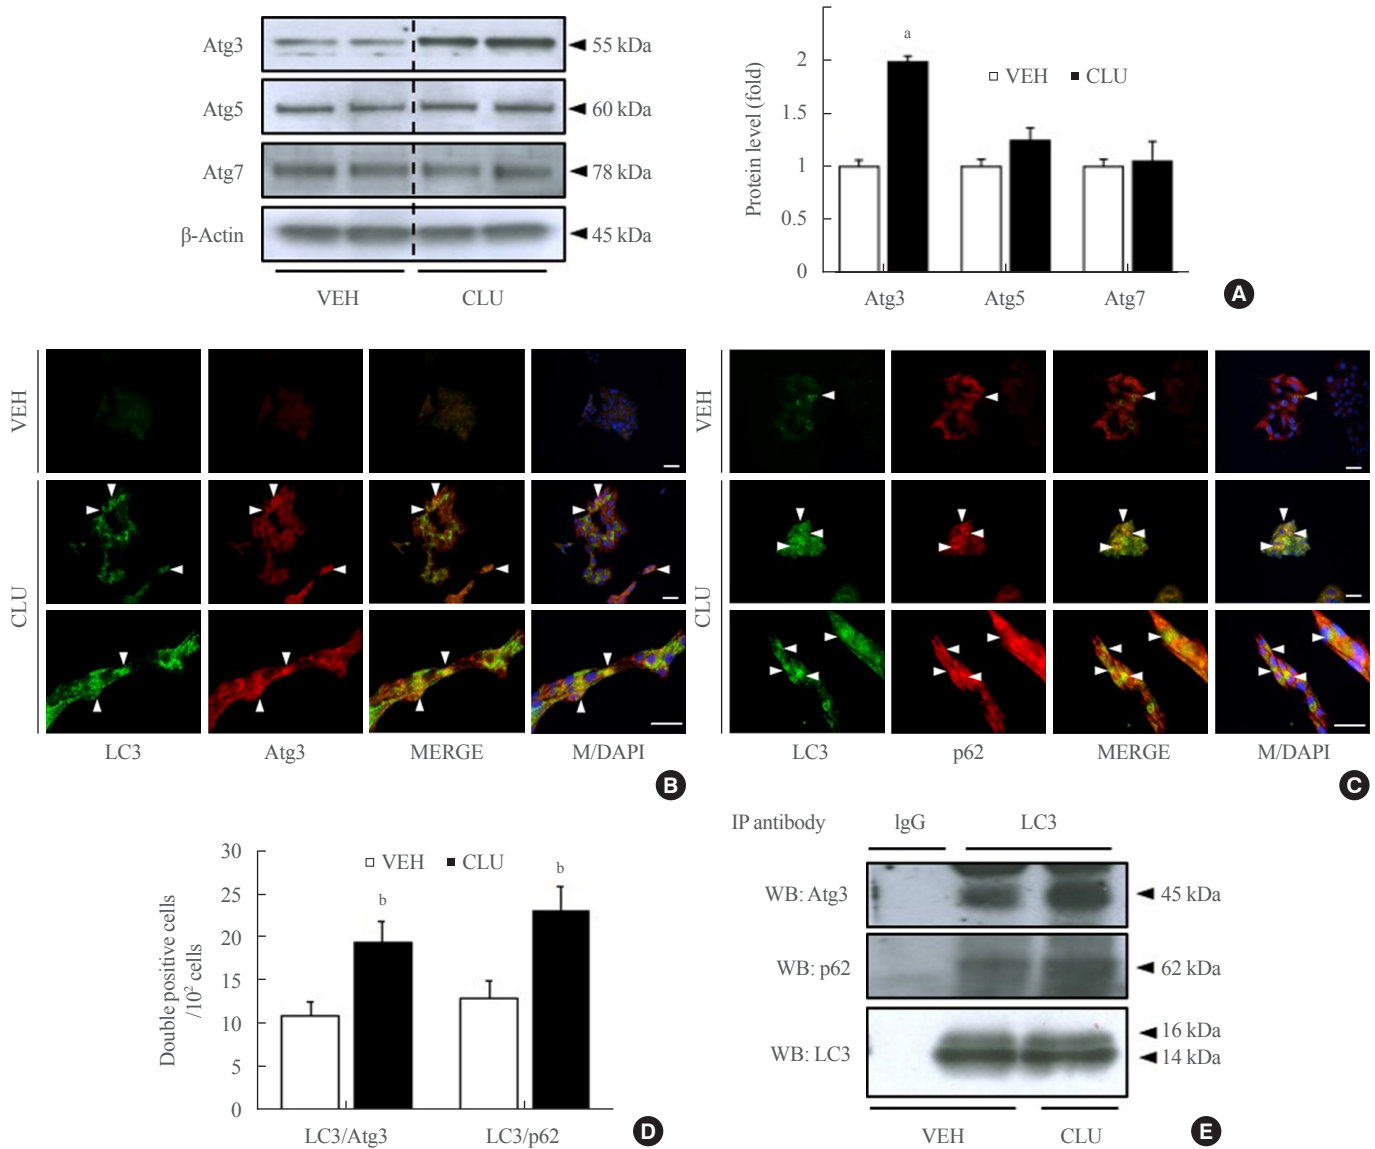 Atg3
55 kDa
Atg5
60 kDa
Atg7
78 kDa
β-Actin
45 kDa
VEH CLU
Protein level (fold)
2
1.5
1
0.5
0
a
VEH CLU
Atg3 Atg5 Atg7
A
VEH
CLU
LC3 Atg3 MERGE M/DAPI
B
VEH
CLU
LC3 p62 MERGE M/DAPI
C
Double positive cells
/10² cells
30
25
20
15
10
5
0
VEH CLU
b
b
LC3/Atg3 LC3/p62
D
IP antibody lgG LC3
WB: Atg3 45 kDa
WB: p62 62 kDa
WB: LC3 16 kDa
14 kDa
VEH CLU
E